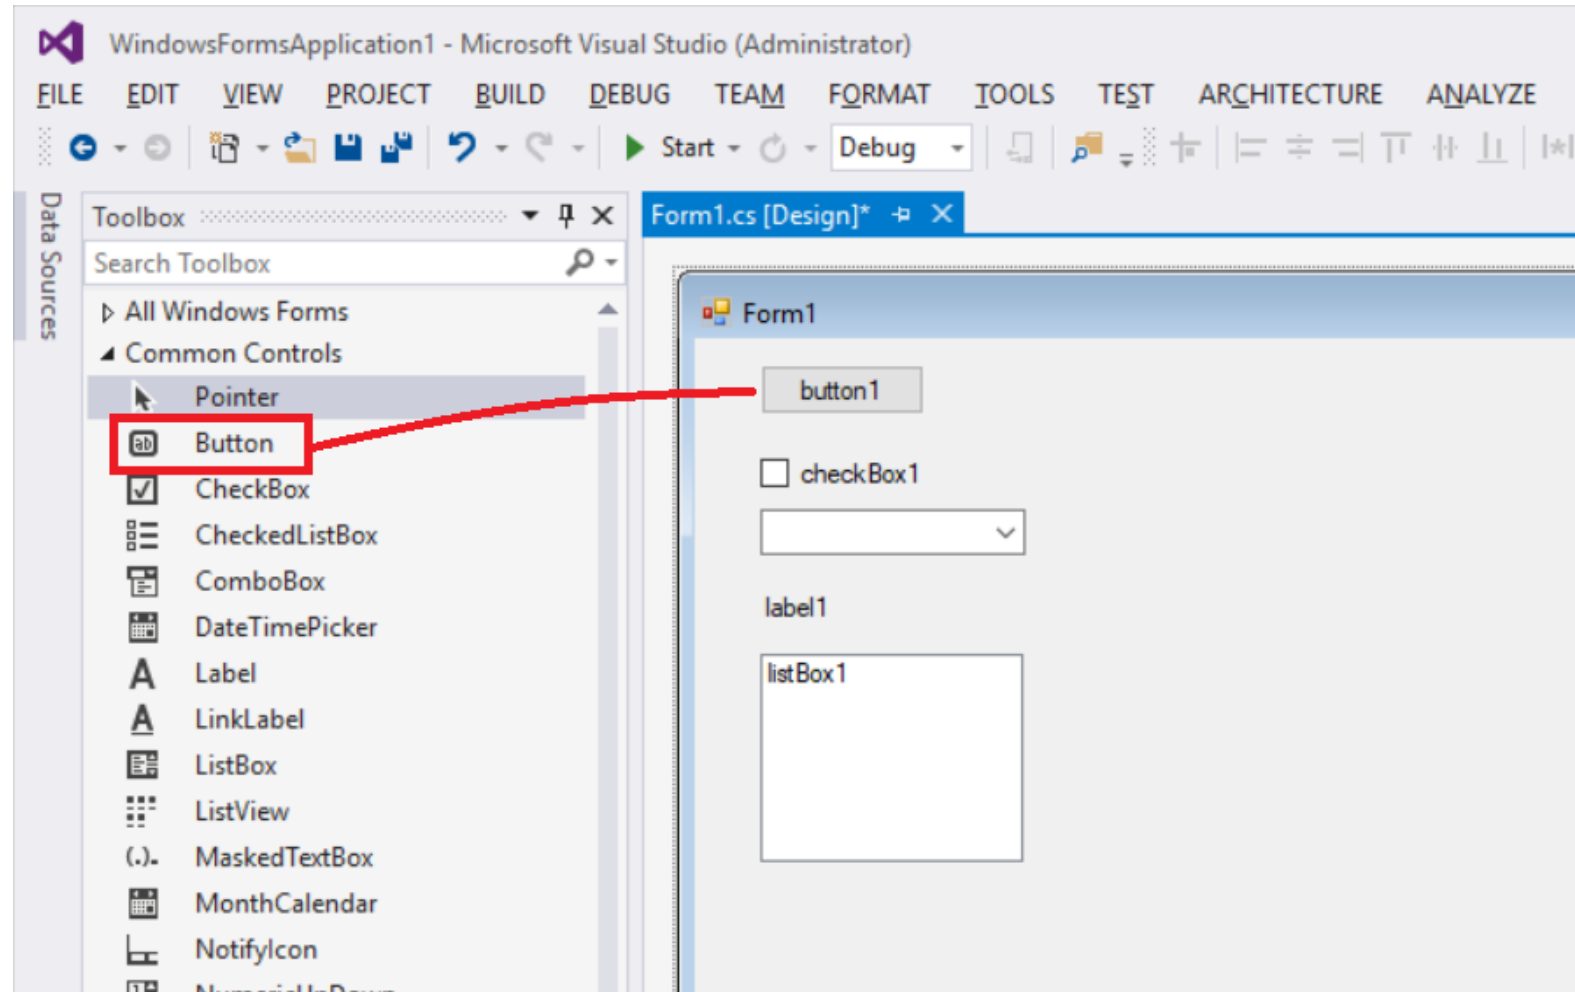 WindowsFormsApplication1 - Microsoft Visual Studio (Administrator)
FILE EDIT VIEW PROJECT BUILD DEBUG TEAM FORMAT TOOLS TEST ARCHITECTURE ANALYZE
Start Debug
Data Sources
Toolbox
Search Toolbox
All Windows Forms
Common Controls
Pointer
Button
CheckBox
CheckedListBox
ComboBox
DateTimePicker
Label
LinkLabel
ListBox
ListView
MaskedTextBox
MonthCalendar
NotifyIcon
Form1.cs [Design]*
Form1
button1
checkBox1
label1
listBox1